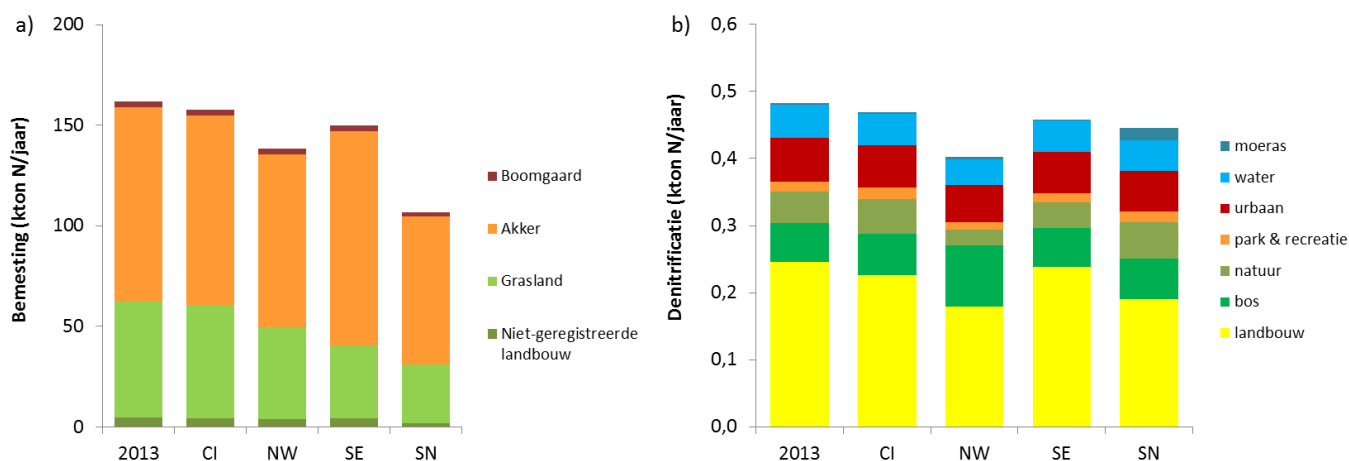 a)
Bemesting (kton N/jaar)
200
150
100
50
0
2013 CI NW SE SN
Boomgaard
Akker
Grasland
Niet-geregistreerde
landbouw
b)
Denitrificatie (kton N/jaar)
0,6
0,5
0,4
0,3
0,2
0,1
0,0
2013 CI NW SE SN
moeras
water
urbaan
park & recreatie
natuur
bos
landbouw